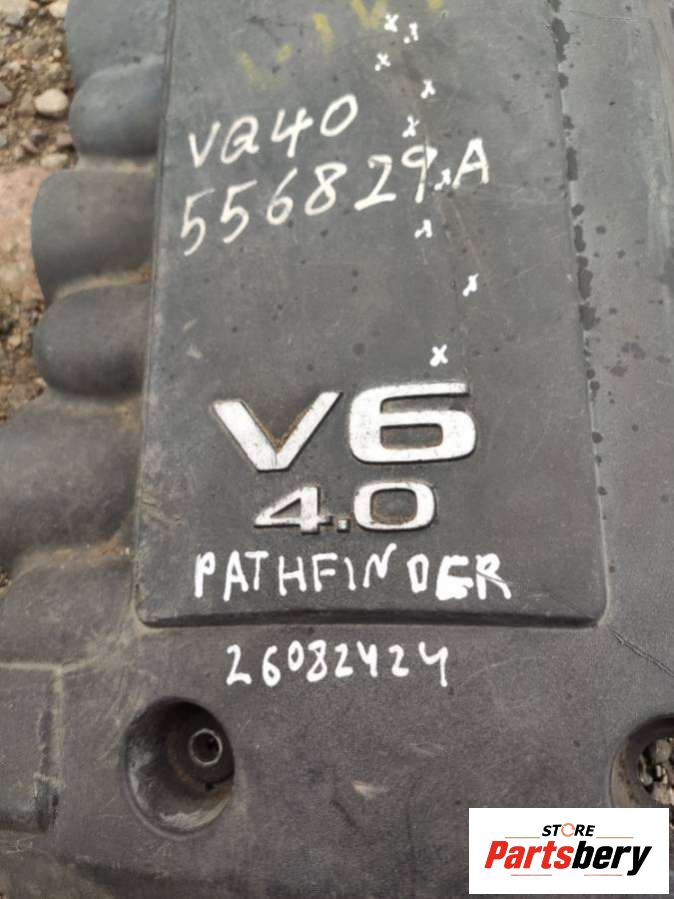 VQ40
556829A
V6
4.0
PATHFINDER
26082424
STORE
Partsbery